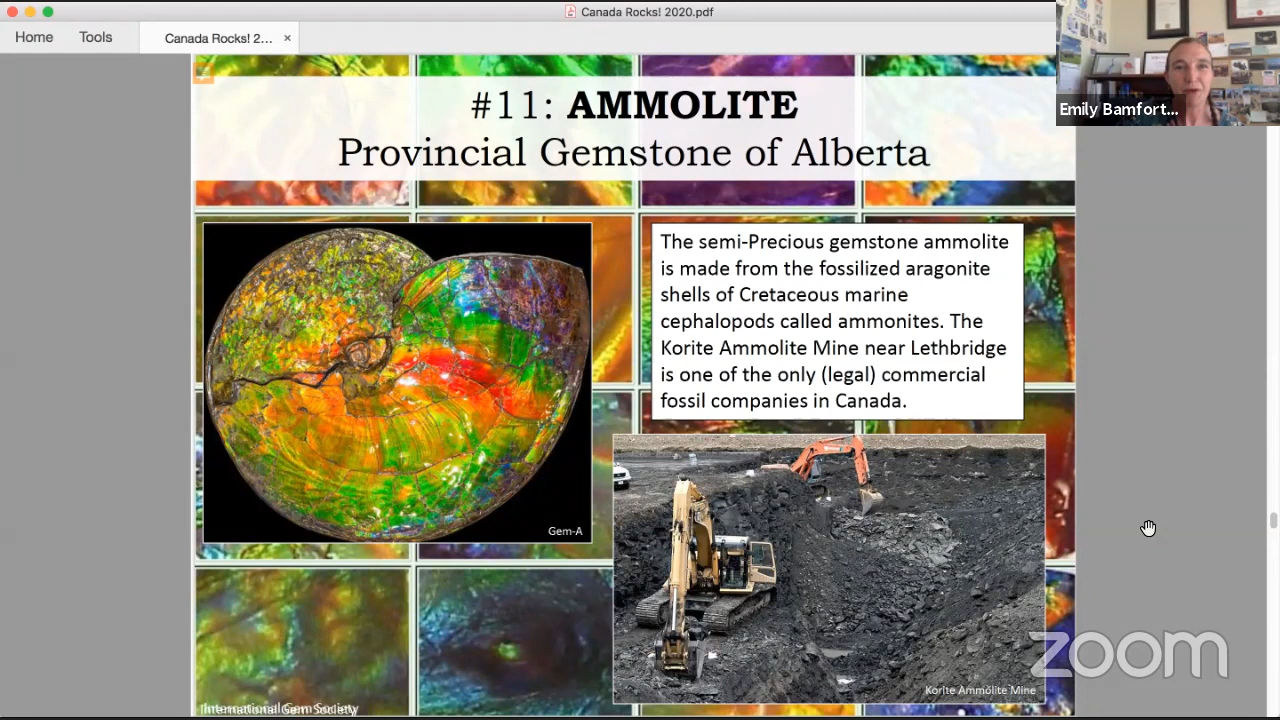 Canada Rocks! 2020.pdf
Home Tools Canada Rocks! 2... ×
Emily Bamfort...
#11: AMMOLITE
Provincial Gemstone of Alberta
The semi-Precious gemstone ammolite
is made from the fossilized aragonite
shells of Cretaceous marine
cephalopods called ammonites. The
Korite Ammolite Mine near Lethbridge
is one of the only (legal) commercial
fossil companies in Canada.
Gem-A
Korite Ammolite Mine
zoom
International Gem Society